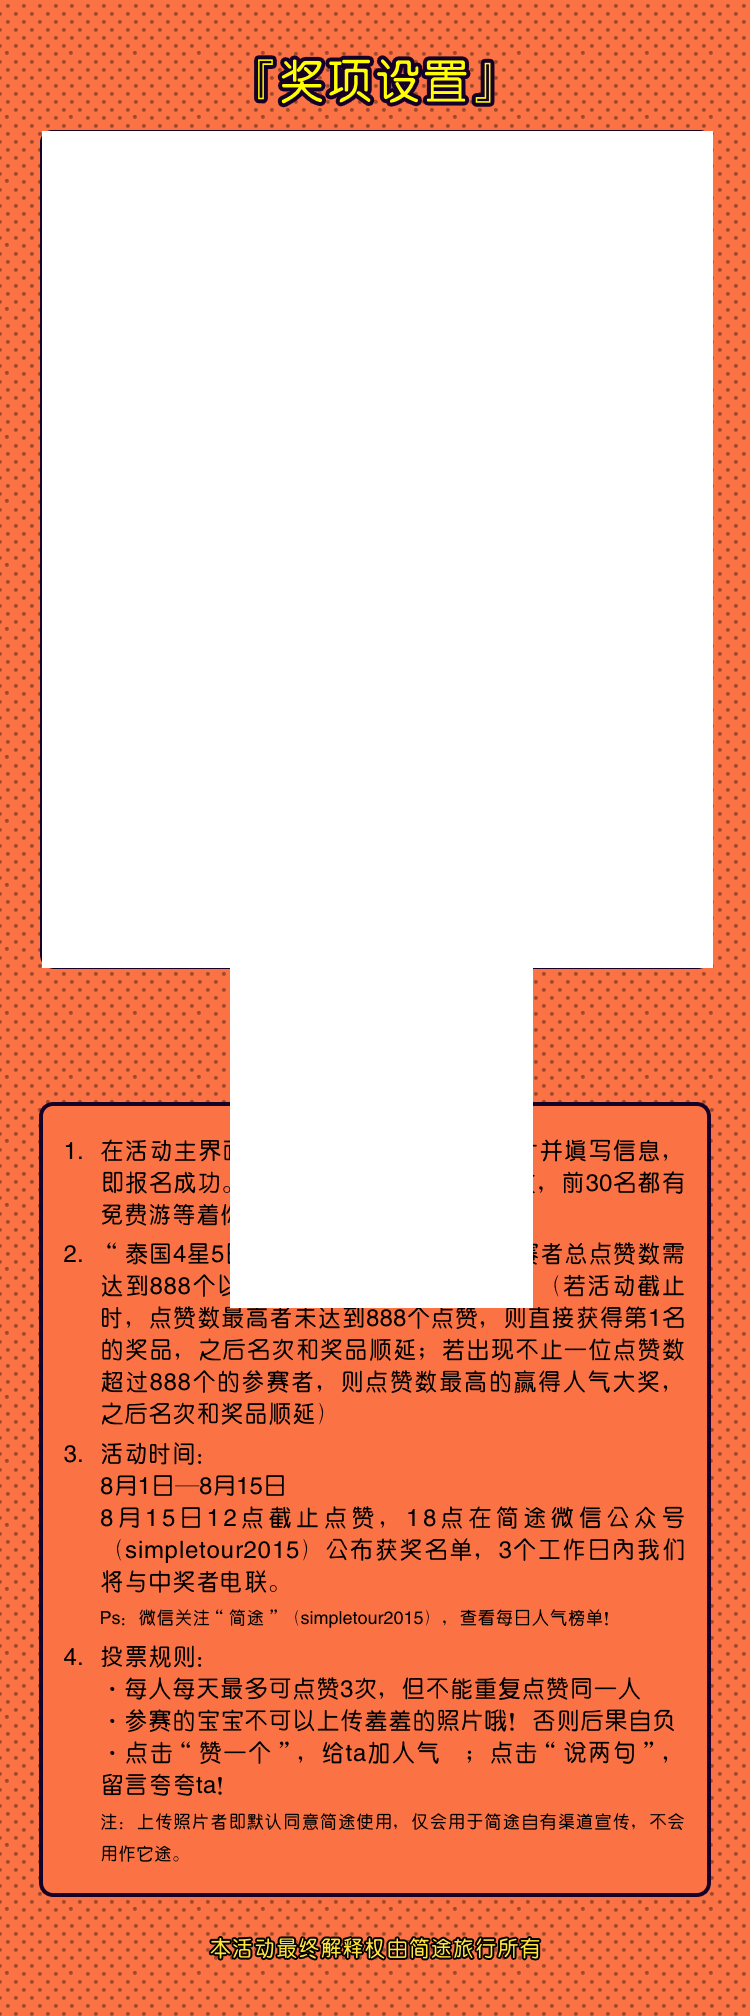 『奖项设置』
1. 在活动主界
并填写信息，
即报名成功。
，前30名都有
冤费游等着
2. “泰国4星5
者总点赞数需
达到888个以
（若活动截止
时，点赞数最高者未达到888个点赞，则直接获得第1名
的奖品，之后名次和奖品顺延；若出现不止一位点赞数
超过888个的参赛者，则点赞数最高的赢得人气大奖，
之后名次和奖品顺延）
3. 活动时间：
8月1日—8月15日
8月15日12点截止点赞，18点在简途微信公众号
（simpletour2015）公布获奖名单，3个工作日内我们
将与中奖者电联。
Ps：微信关注“简途”（simpletour2015），查看每日人气榜单！
4. 投票规则：
·每人每天最多可点赞3次，但不能重复点赞同一人
·参赛的宝宝不可以上传羞羞的照片哦！否则后果自负
·点击“赞一个”，给ta加人气 ；点击“说两句”，
留言夸夸ta！
注：上传照片者即默认同意简途使用，仅会用于简途自有渠道宣传，不会
用作它途。
本活动最终解释权由简途旅行所有